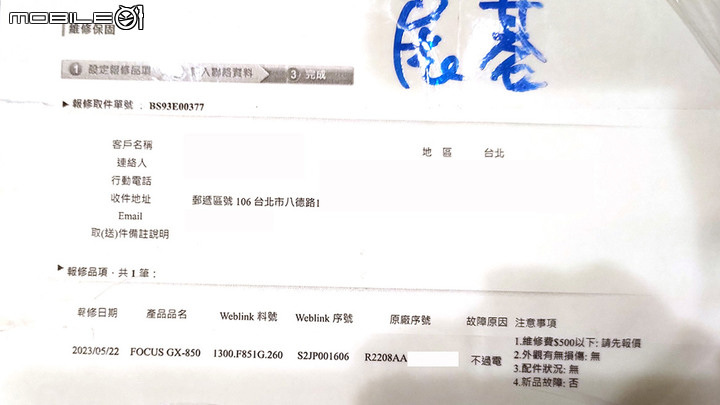 MOBILE01
維修保固
展碁
1 設定報修品項
入聯絡資料
3 完成
▶ 報修取件單號 : BS93E00377
客戶名稱
地 區 台北
連絡人
行動電話
收件地址 郵遞區號 106 台北市八德路1
Email
取(送)件備註說明
▶ 報修品項 · 共 1 筆 :
報修日期 產品品名 Weblink 料號 Weblink 序號 原廠序號 故障原因 注意事項
2023/05/22 FOCUS GX-850 1300.F851G.260 S2JP001606 R2208AA 不過電
1.維修費$500以下: 請先報價
2.外觀有無損傷: 無
3.配件狀況: 無
4.新品故障: 否